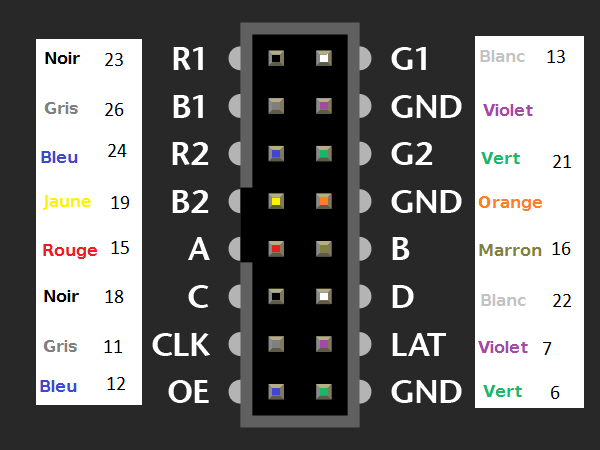 Noir 23 R1 G1 Blanc 13
Gris 26 B1 GND Violet
Bleu 24 R2 G2 Vert 21
Jaune 19 B2 GND Orange
Rouge 15 A B Marron 16
Noir 18 C D Blanc 22
Gris 11 CLK LAT Violet 7
Bleu 12 OE GND Vert 6